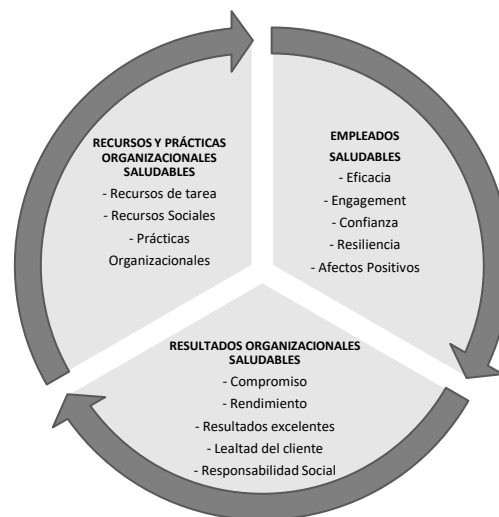 RECURSOS Y PRÁCTICAS
ORGANIZACIONALES
SALUDABLES
- Recursos de tarea
- Recursos Sociales
- Prácticas
Organizacionales
EMPLEADOS
SALUDABLES
- Eficacia
- Engagement
- Confianza
- Resiliencia
- Afectos Positivos
RESULTADOS ORGANIZACIONALES
SALUDABLES
- Compromiso
- Rendimiento
- Resultados excelentes
- Lealtad del cliente
- Responsabilidad Social